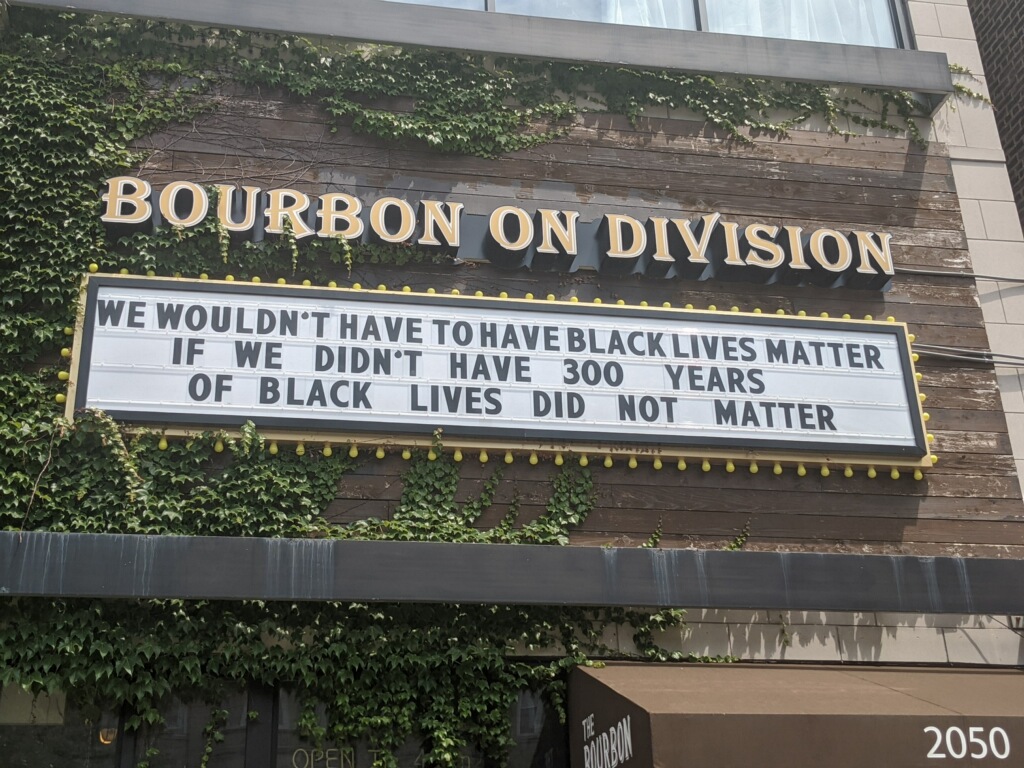 BOURBON ON DIVISION
WE WOULDN'T HAVE TO HAVE BLACK LIVES MATTER
IF WE DIDN'T HAVE 300 YEARS
OF BLACK LIVES DID NOT MATTER
THE
BOURBON
2050
OPEN